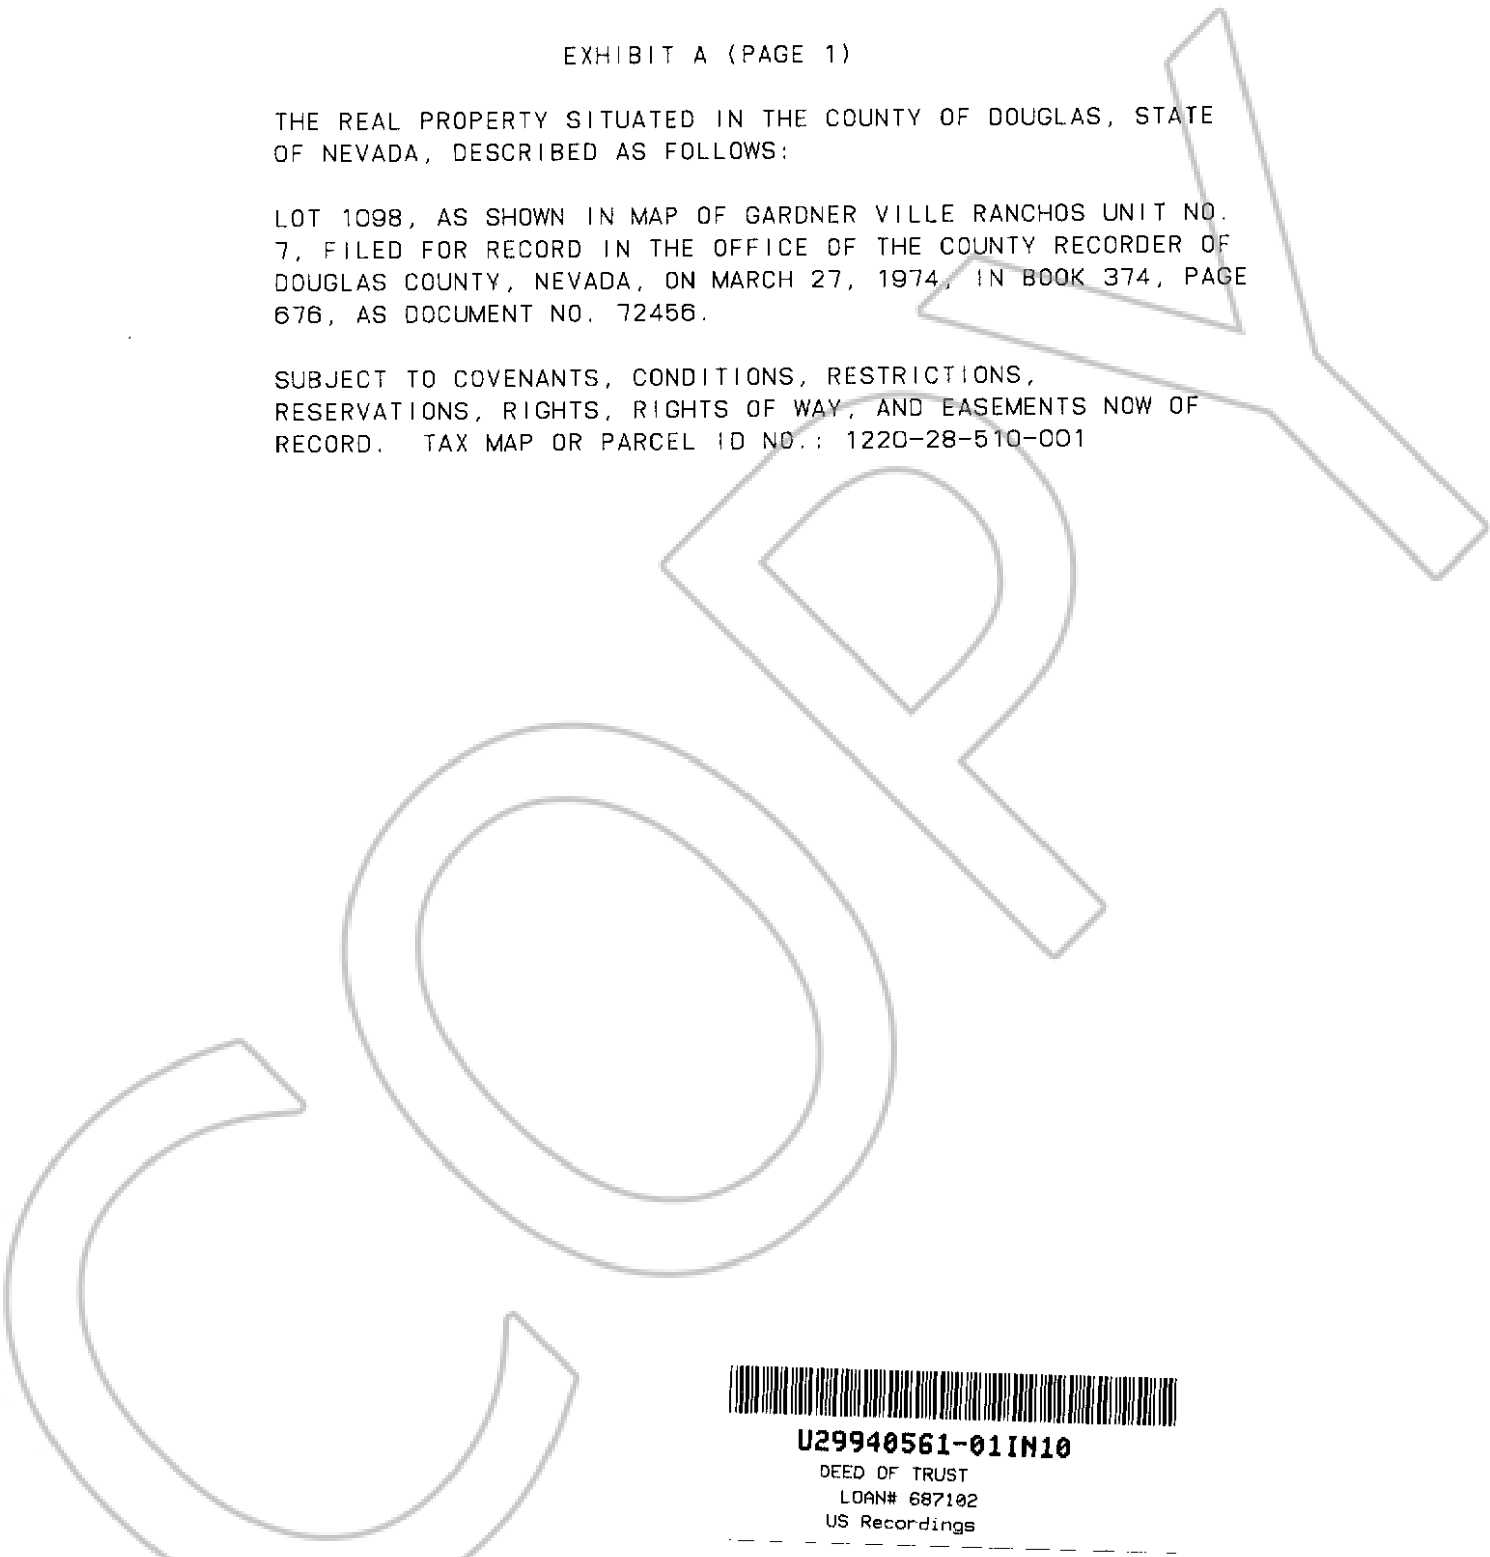 EXHIBIT A (PAGE 1)
THE REAL PROPERTY SITUATED IN THE COUNTY OF DOUGLAS, STATE
OF NEVADA, DESCRIBED AS FOLLOWS:
LOT 1098, AS SHOWN IN MAP OF GARDNER VILLE RANCHOS UNIT NO.
7, FILED FOR RECORD IN THE OFFICE OF THE COUNTY RECORDER OF
DOUGLAS COUNTY, NEVADA, ON MARCH 27, 1974, IN BOOK 374, PAGE
676, AS DOCUMENT NO. 72456.
SUBJECT TO COVENANTS, CONDITIONS, RESTRICTIONS,
RESERVATIONS, RIGHTS, RIGHTS OF WAY, AND EASEMENTS NOW OF
RECORD. TAX MAP OR PARCEL ID NO.: 1220-28-510-001
COPY
U29940561-01IN10
DEED OF TRUST
LOAN# 687102
US Recordings